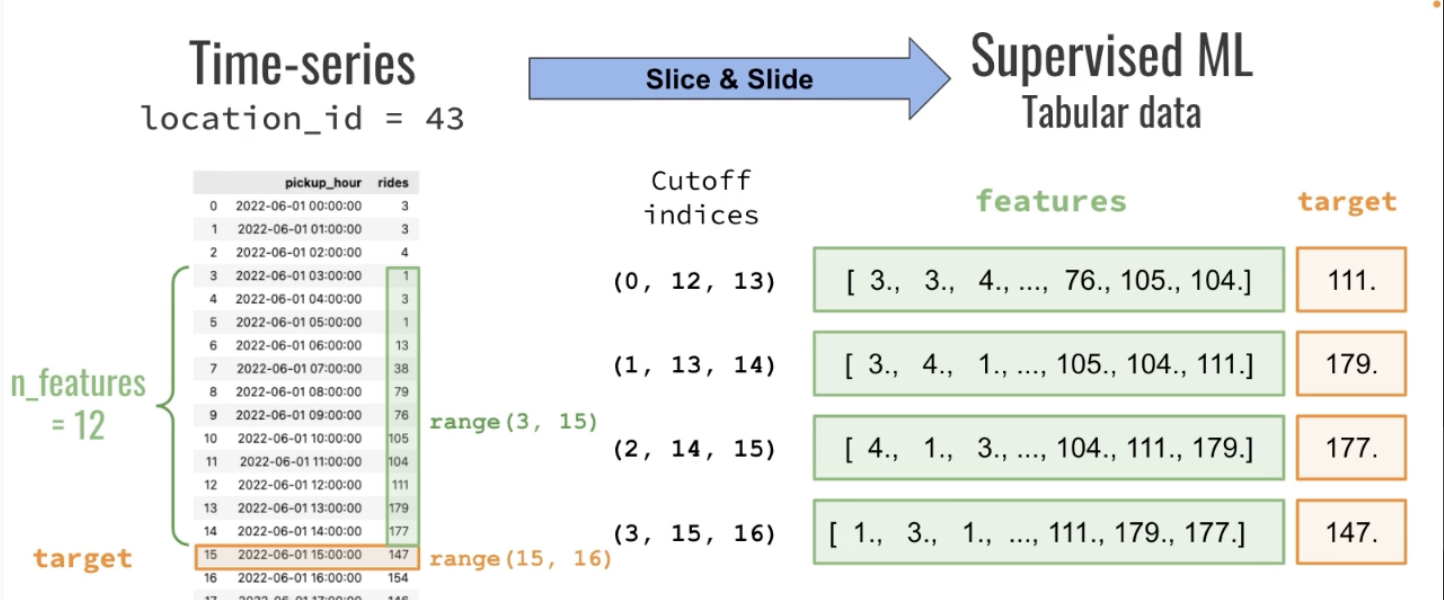 Time-series
location_id = 43
Slice & Slide
Supervised ML
Tabular data
pickup_hour rides
0 2022-06-01 00:00:00 3
1 2022-06-01 01:00:00 3
2 2022-06-01 02:00:00 4
3 2022-06-01 03:00:00 1
4 2022-06-01 04:00:00 3
5 2022-06-01 05:00:00 1
6 2022-06-01 06:00:00 13
7 2022-06-01 07:00:00 38
8 2022-06-01 08:00:00 79
9 2022-06-01 09:00:00 76
10 2022-06-01 10:00:00 105
11 2022-06-01 11:00:00 104
12 2022-06-01 12:00:00 111
13 2022-06-01 13:00:00 179
14 2022-06-01 14:00:00 177
15 2022-06-01 15:00:00 147
16 2022-06-01 16:00:00 154
n_features
= 12
target
range(3, 15)
range(15, 16)
Cutoff
indices
features
target
(0, 12, 13) [ 3., 3., 4., ..., 76., 105., 104.] 111.
(1, 13, 14) [ 3., 4., 1., ..., 105., 104., 111.] 179.
(2, 14, 15) [ 4., 1., 3., ..., 104., 111., 179.] 177.
(3, 15, 16) [ 1., 3., 1., ..., 111., 179., 177.] 147.